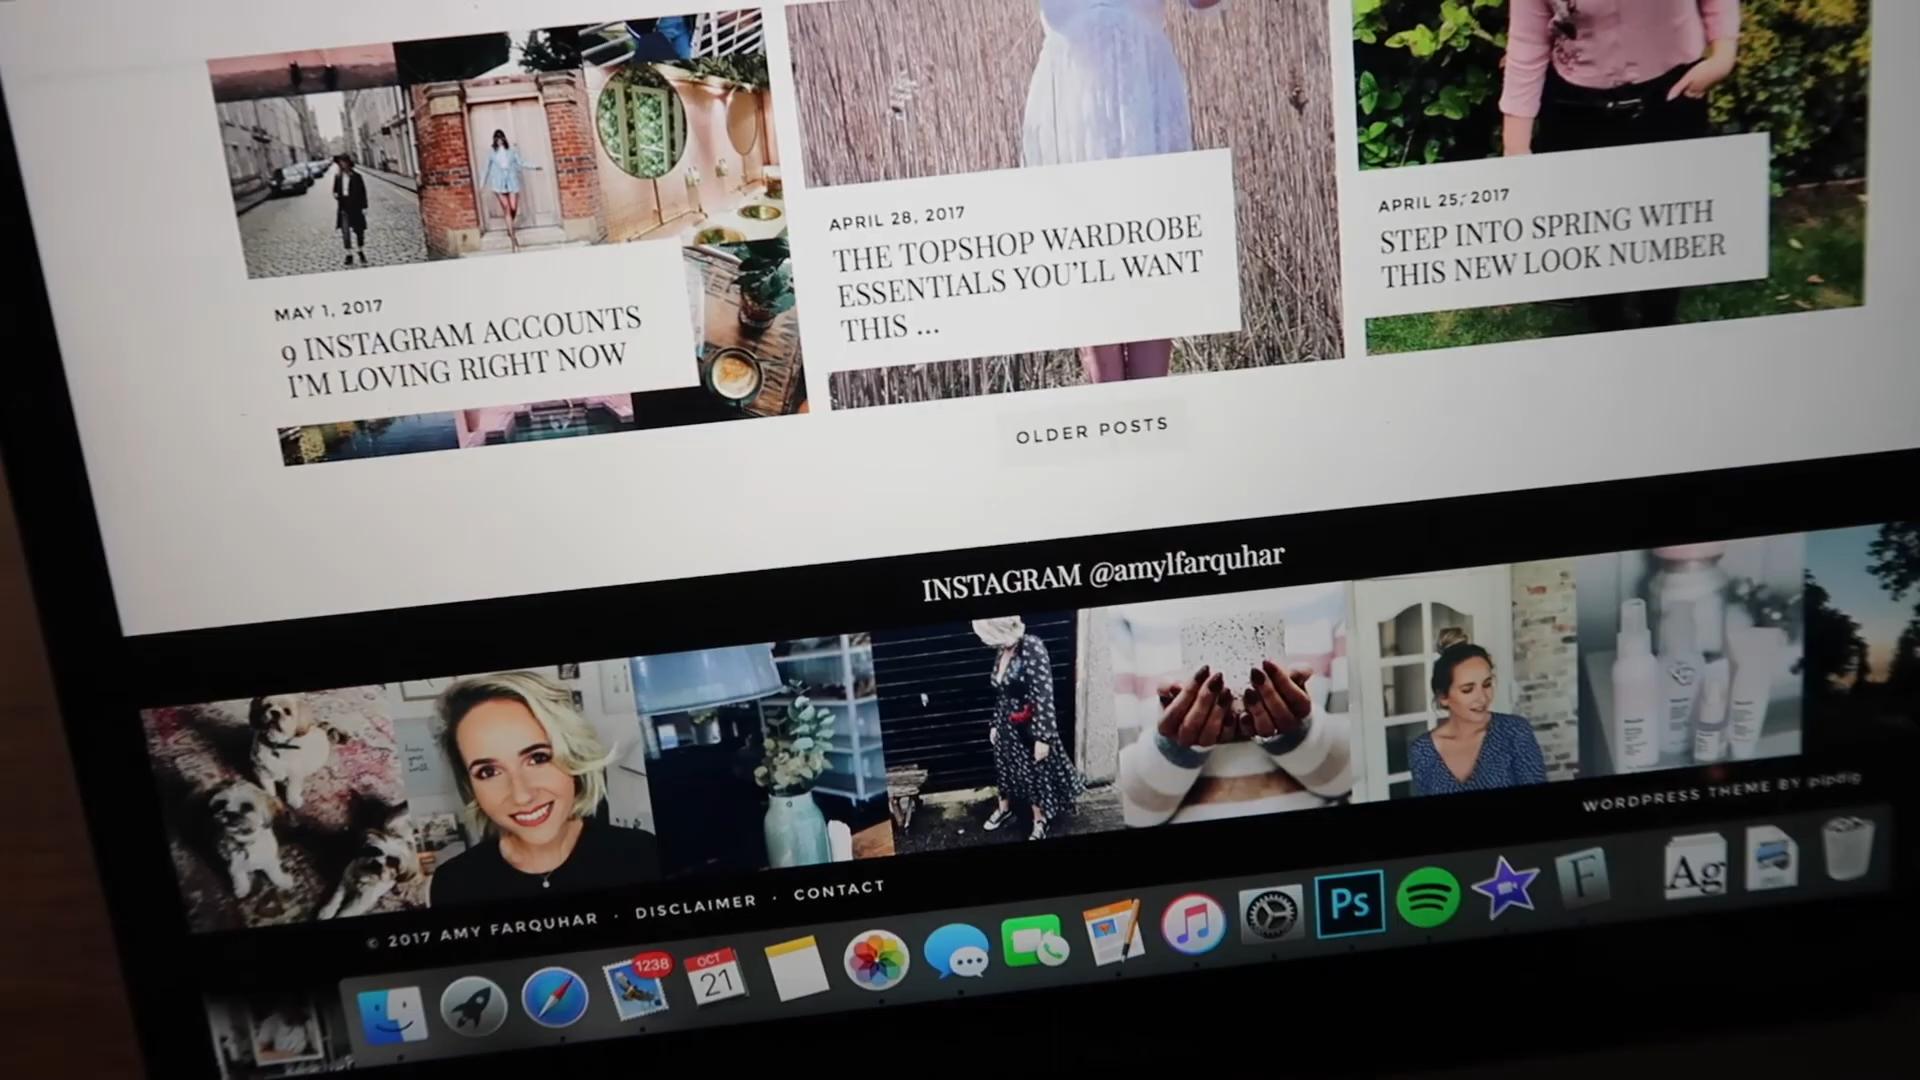 MAY 1, 2017
9 INSTAGRAM ACCOUNTS
I'M LOVING RIGHT NOW
APRIL 28, 2017
THE TOPSHOP WARDROBE
ESSENTIALS YOU'LL WANT
THIS ...
APRIL 25, 2017
STEP INTO SPRING WITH
THIS NEW LOOK NUMBER
OLDER POSTS
INSTAGRAM @amylfarquhar
WORDPRESS THEME BY pipdig
© 2017 AMY FARQUHAR · DISCLAIMER · CONTACT
1238
OCT
21
Ps
F
Ag